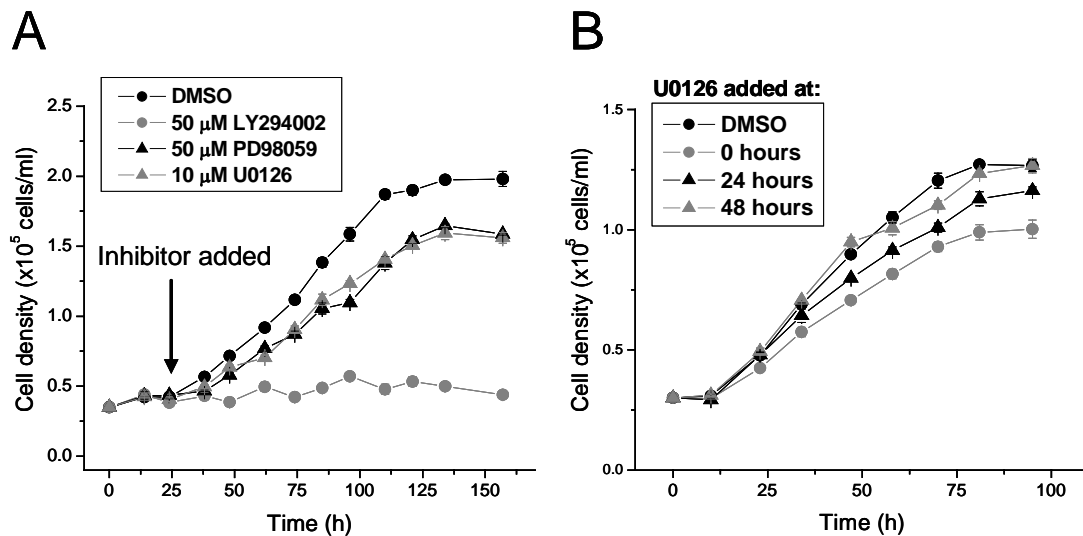 A
DMSO
50 μM LY294002
50 μM PD98059
10 μM U0126
Inhibitor added
Cell density (x10⁵ cells/ml)
2.5
2.0
1.5
1.0
0.5
0.0
0 25 50 75 100 125 150
Time (h)
B
U0126 added at:
DMSO
0 hours
24 hours
48 hours
Cell density (x10⁵ cells/ml)
1.5
1.0
0.5
0.0
0 25 50 75 100
Time (h)